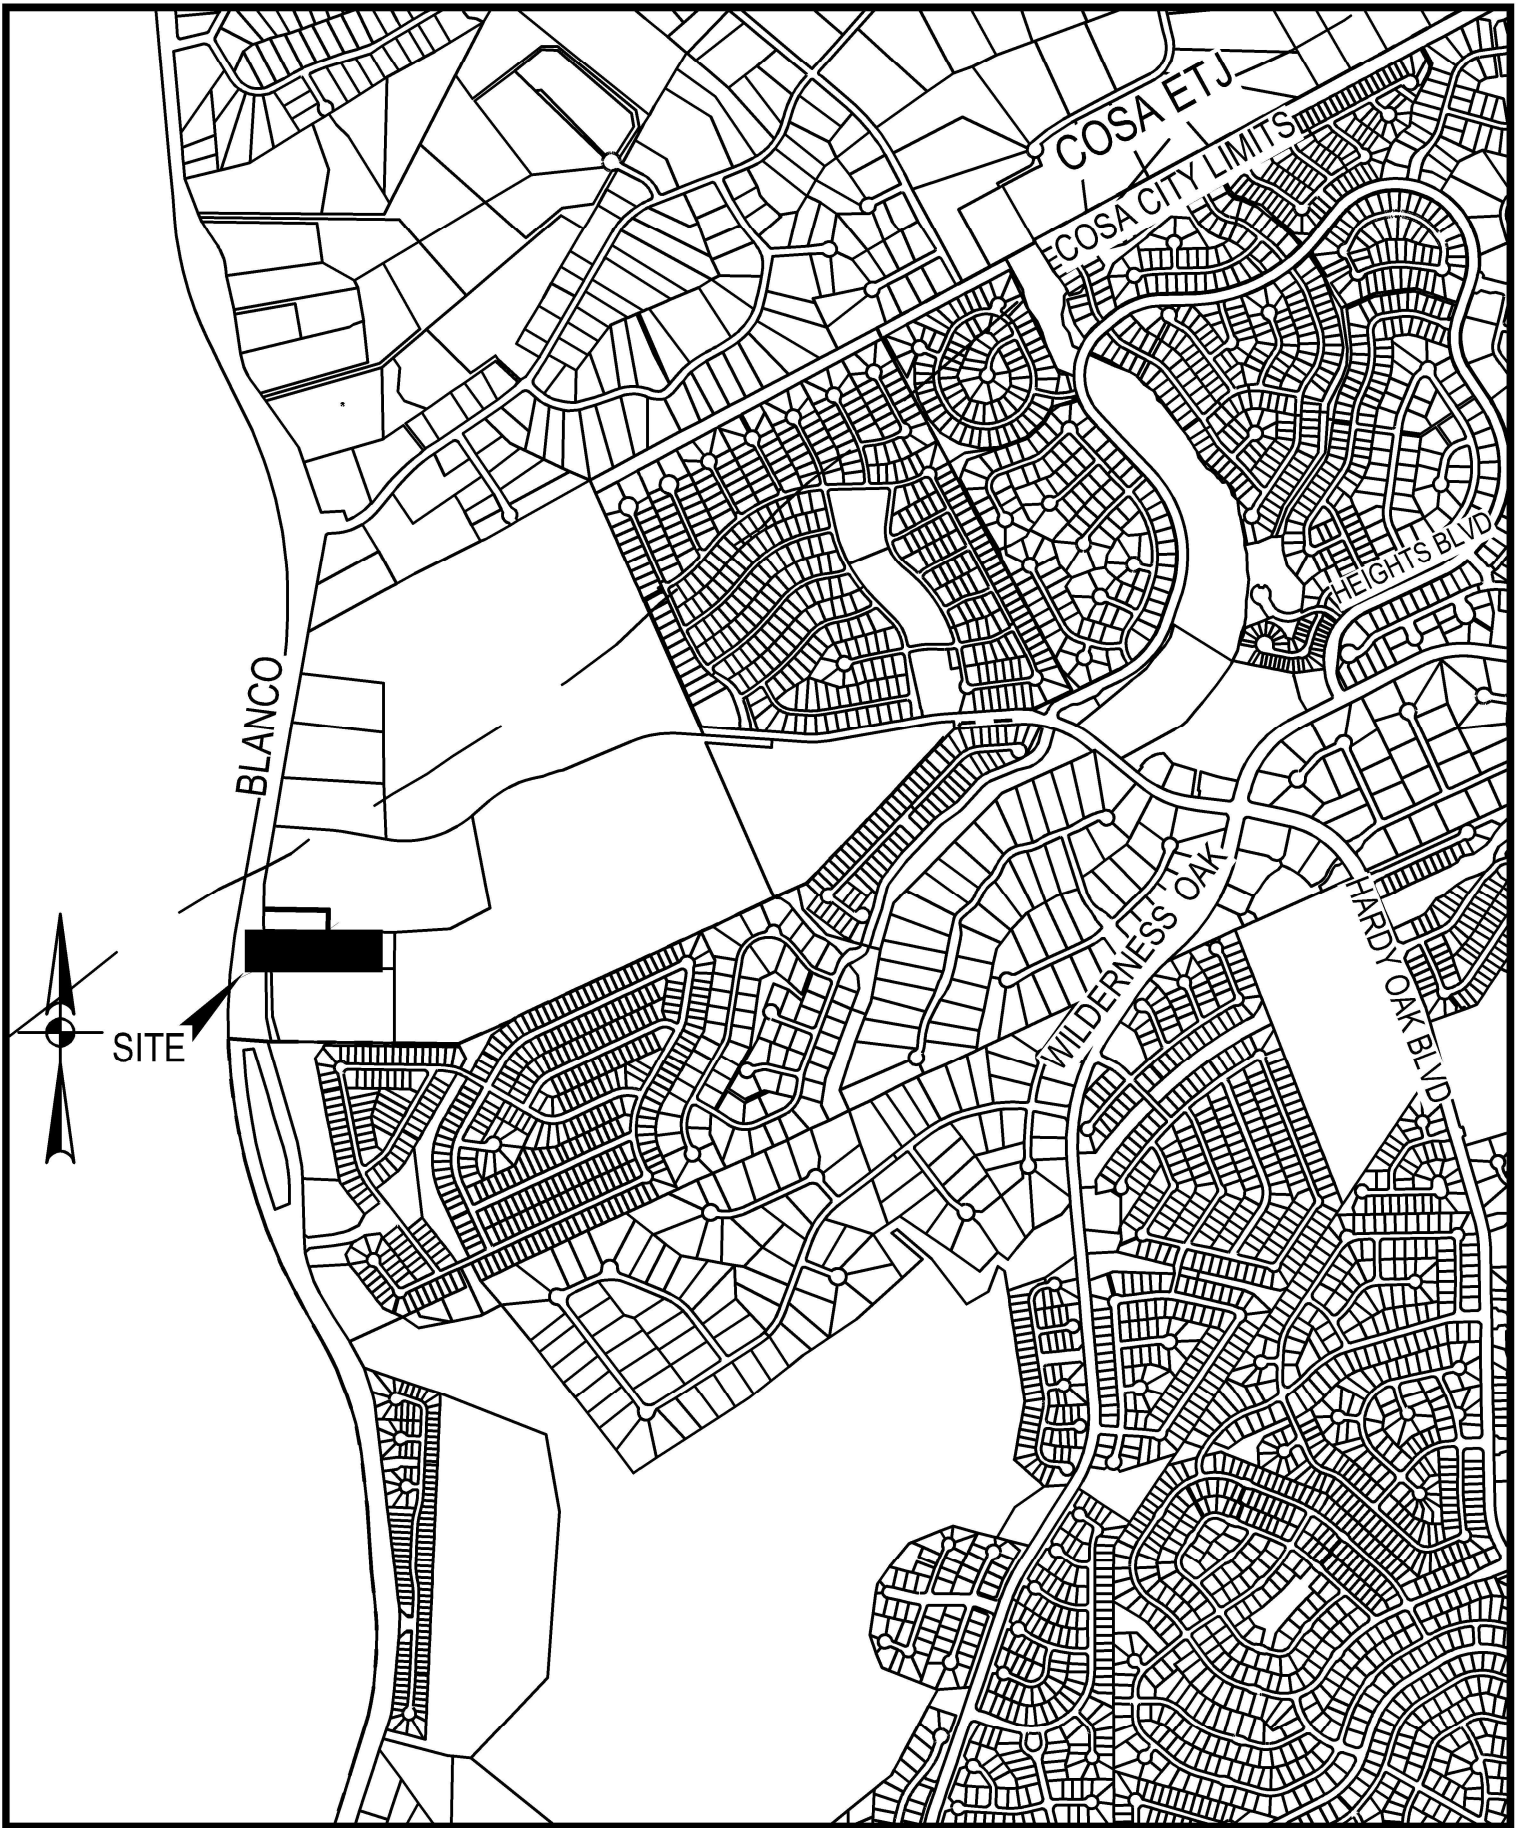 COSA ETJ
COSA CITY LIMITS
HEIGHTS BLVD
BLANCO
WILDERNESS OAK
HARDY OAK BLVD
SITE